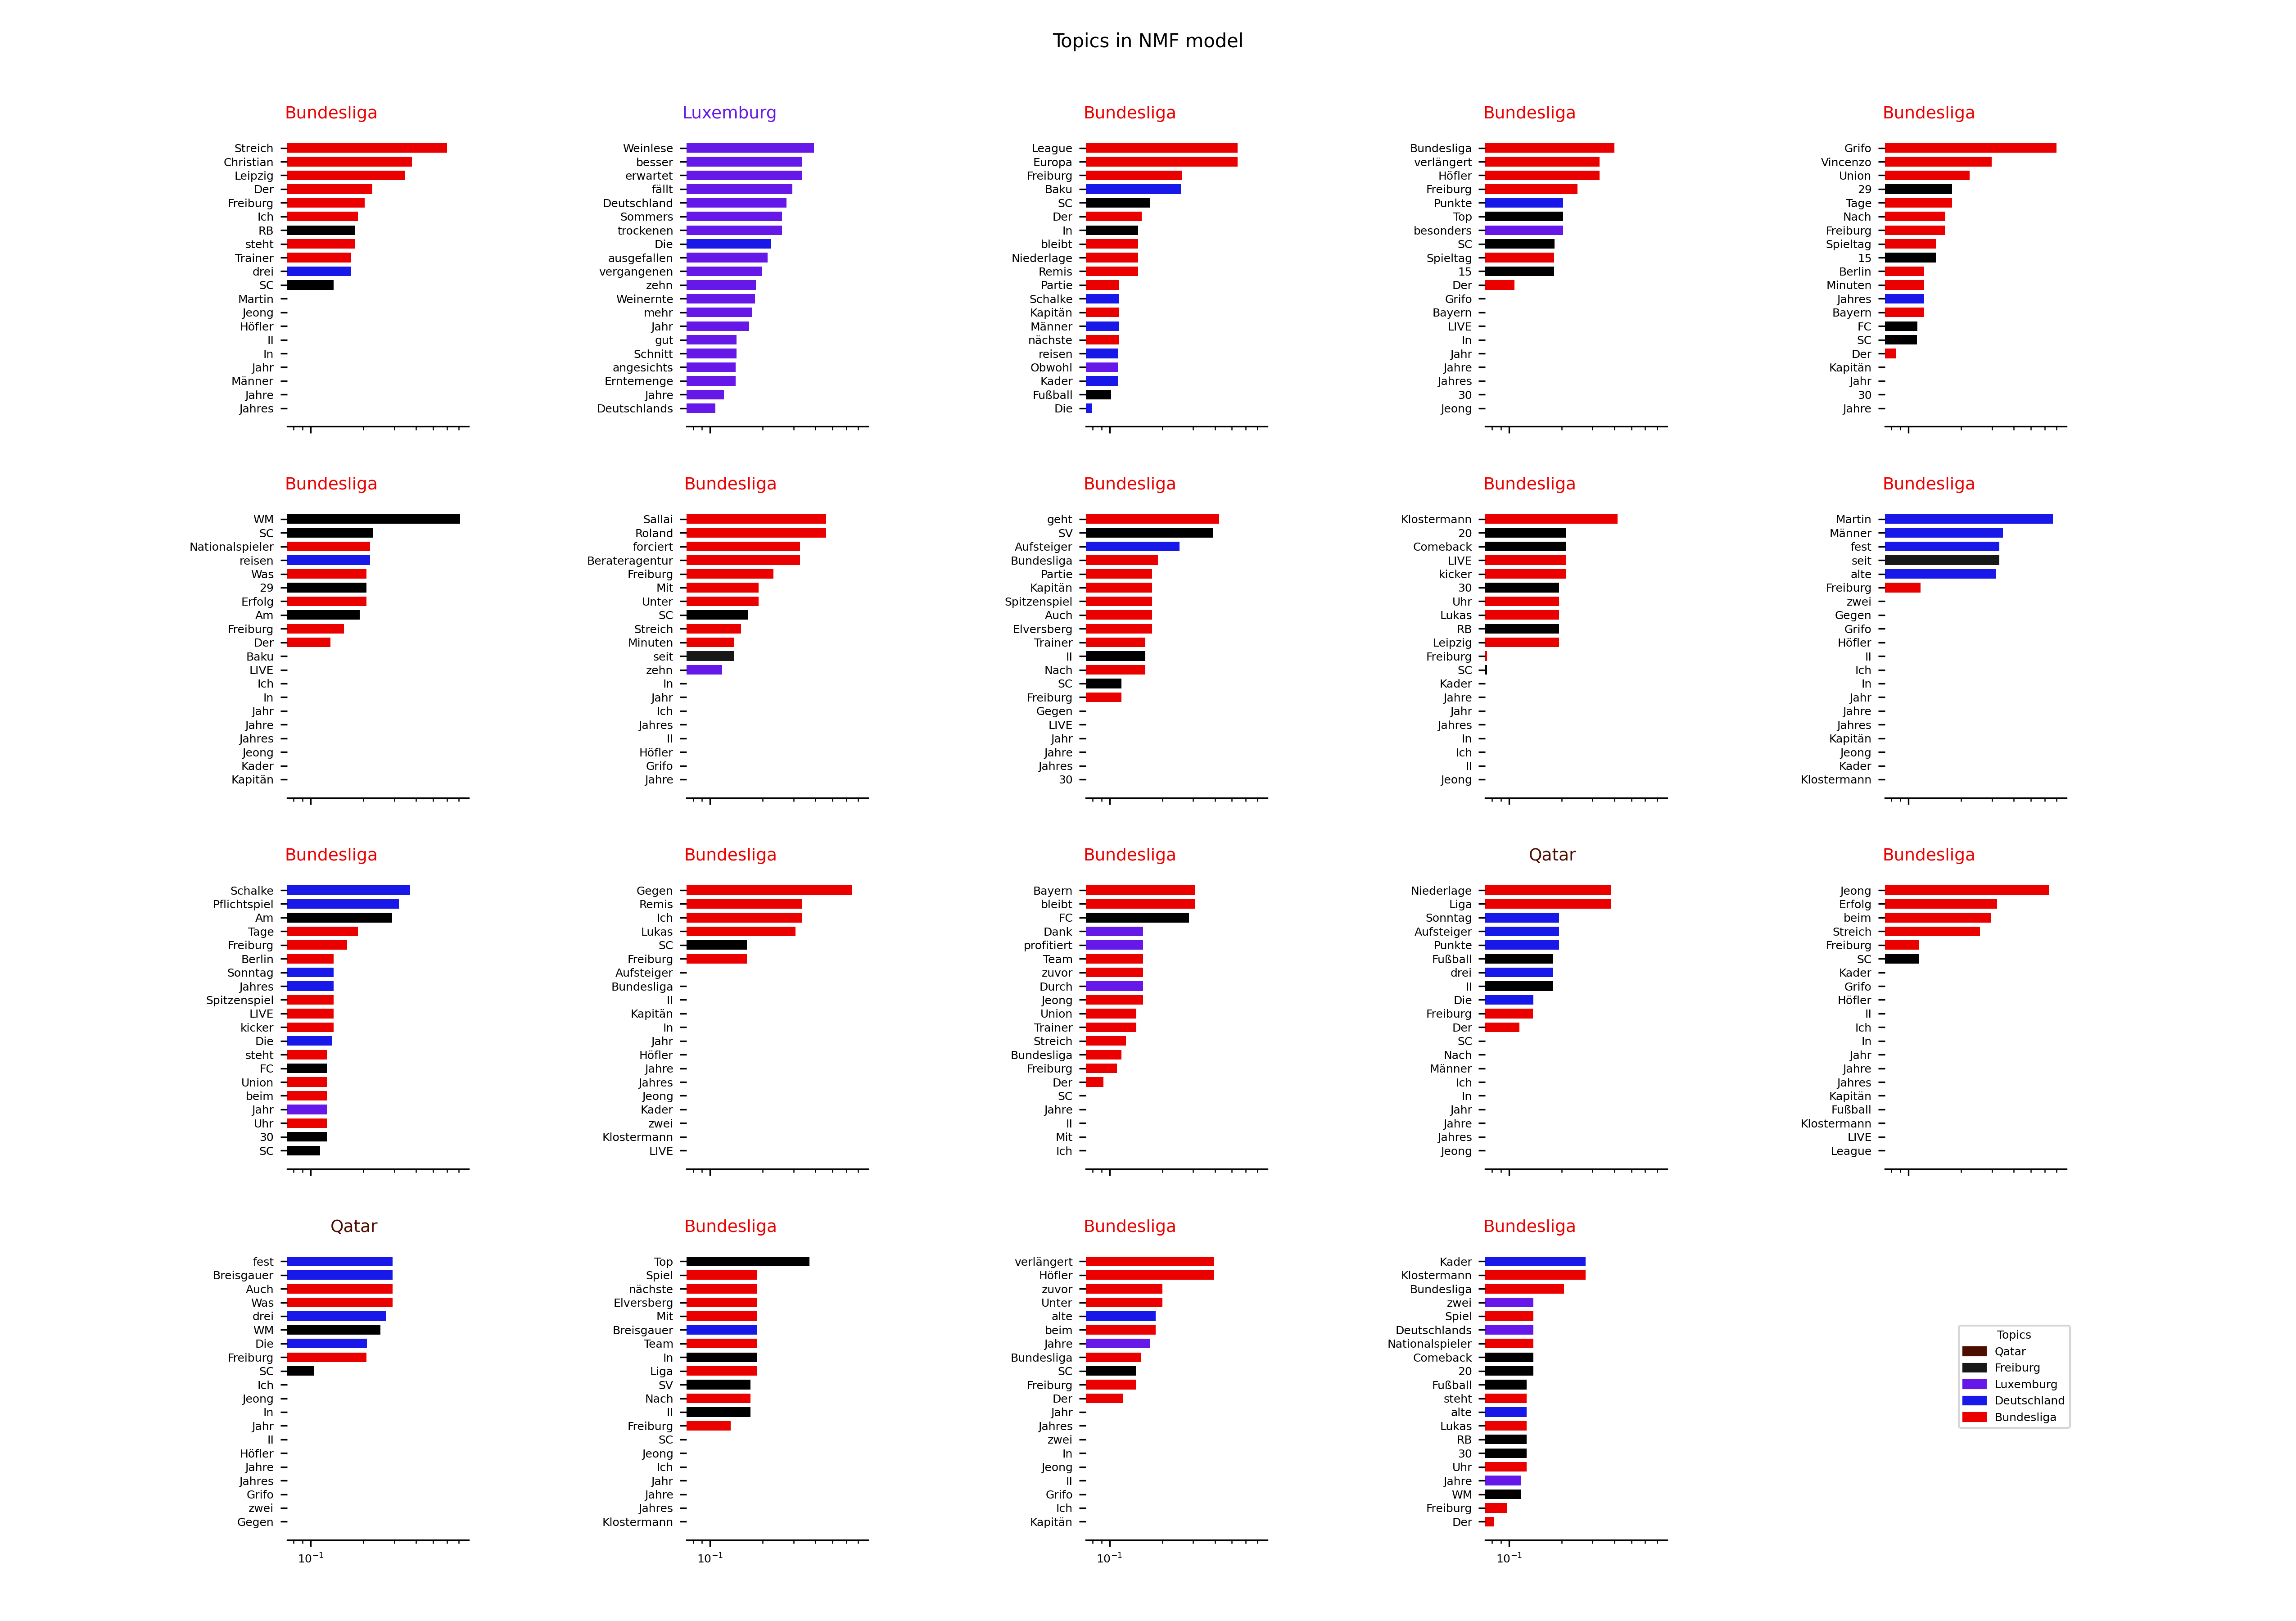 Topics in NMF model
Bundesliga
Streich
Christian
Leipzig
Der
Freiburg
Ich
RB
steht
Trainer
drei
SC
Martin
Jeong
Höfler
II
In
Jahr
Männer
Jahre
Jahres
Luxemburg
Weinlese
besser
erwartet
fällt
Deutschland
Sommers
trockenen
Die
ausgefallen
vergangenen
zehn
Weinernte
mehr
Jahr
gut
Schnitt
angesichts
Erntemenge
Jahre
Deutschlands
Bundesliga
League
Europa
Freiburg
Baku
SC
Der
In
bleibt
Niederlage
Remis
Partie
Schalke
Kapitän
Männer
nächste
reisen
Obwohl
Kader
Fußball
Die
Bundesliga
Bundesliga
verlängert
Höfler
Freiburg
Punkte
Top
besonders
SC
Spieltag
15
Der
Grifo
Bayern
LIVE
In
Jahr
Jahre
Jahres
30
Jeong
Bundesliga
Grifo
Vincenzo
Union
29
Tage
Nach
Freiburg
Spieltag
15
Berlin
Minuten
Jahres
Bayern
FC
SC
Der
Kapitän
Jahr
30
Jahre
Bundesliga
WM
SC
Nationalspieler
reisen
Was
29
Erfolg
Am
Freiburg
Der
Baku
LIVE
Ich
In
Jahr
Jahre
Jahres
Jeong
Kader
Kapitän
Bundesliga
Sallai
Roland
forciert
Berateragentur
Freiburg
Mit
Unter
SC
Streich
Minuten
seit
zehn
In
Jahr
Ich
Jahres
II
Höfler
Grifo
Jahre
Bundesliga
geht
SV
Aufsteiger
Bundesliga
Partie
Kapitän
Spitzenspiel
Auch
Elversberg
Trainer
II
Nach
SC
Freiburg
Gegen
LIVE
Jahr
Jahre
Jahres
30
Bundesliga
Klostermann
20
Comeback
LIVE
kicker
30
Uhr
Lukas
RB
Leipzig
Freiburg
SC
Kader
Jahre
Jahr
Jahres
In
Ich
II
Jeong
Bundesliga
Martin
Männer
fest
seit
alte
Freiburg
zwei
Gegen
Grifo
Höfler
II
Ich
In
Jahr
Jahre
Jahres
Kapitän
Jeong
Kader
Klostermann
Bundesliga
Schalke
Pflichtspiel
Am
Tage
Freiburg
Berlin
Sonntag
Jahres
Spitzenspiel
LIVE
kicker
Die
steht
FC
Union
beim
Jahr
Uhr
30
SC
Bundesliga
Gegen
Remis
Ich
Lukas
SC
Freiburg
Aufsteiger
Bundesliga
II
Kapitän
In
Jahr
Höfler
Jahre
Jahres
Jeong
Kader
zwei
Klostermann
LIVE
Bundesliga
Bayern
bleibt
FC
Dank
profitiert
Team
zuvor
Durch
Jeong
Union
Trainer
Streich
Bundesliga
Freiburg
Der
SC
Jahre
II
Mit
Ich
Qatar
Niederlage
Liga
Sonntag
Aufsteiger
Punkte
Fußball
drei
II
Die
Freiburg
Der
SC
Nach
Männer
Ich
In
Jahr
Jahre
Jahres
Jeong
Bundesliga
Jeong
Erfolg
beim
Streich
Freiburg
SC
Kader
Grifo
Höfler
II
Ich
In
Jahr
Jahre
Jahres
Kapitän
Fußball
Klostermann
LIVE
League
Qatar
fest
Breisgauer
Auch
Was
drei
WM
Die
Freiburg
SC
Ich
Jeong
In
Jahr
II
Höfler
Jahre
Jahres
Grifo
zwei
Gegen
10⁻¹
Bundesliga
Top
Spiel
nächste
Elversberg
Mit
Breisgauer
Team
In
Liga
SV
Nach
II
Freiburg
SC
Jeong
Ich
Jahr
Jahre
Jahres
Klostermann
10⁻¹
Bundesliga
verlängert
Höfler
zuvor
Unter
alte
beim
Jahre
Bundesliga
SC
Freiburg
Der
Jahr
Jahres
zwei
In
Jeong
II
Grifo
Ich
Kapitän
10⁻¹
Bundesliga
Kader
Klostermann
Bundesliga
zwei
Spiel
Deutschlands
Nationalspieler
Comeback
20
Fußball
steht
alte
Lukas
RB
30
Uhr
Jahre
WM
Freiburg
Der
10⁻¹
Topics
Qatar
Freiburg
Luxemburg
Deutschland
Bundesliga